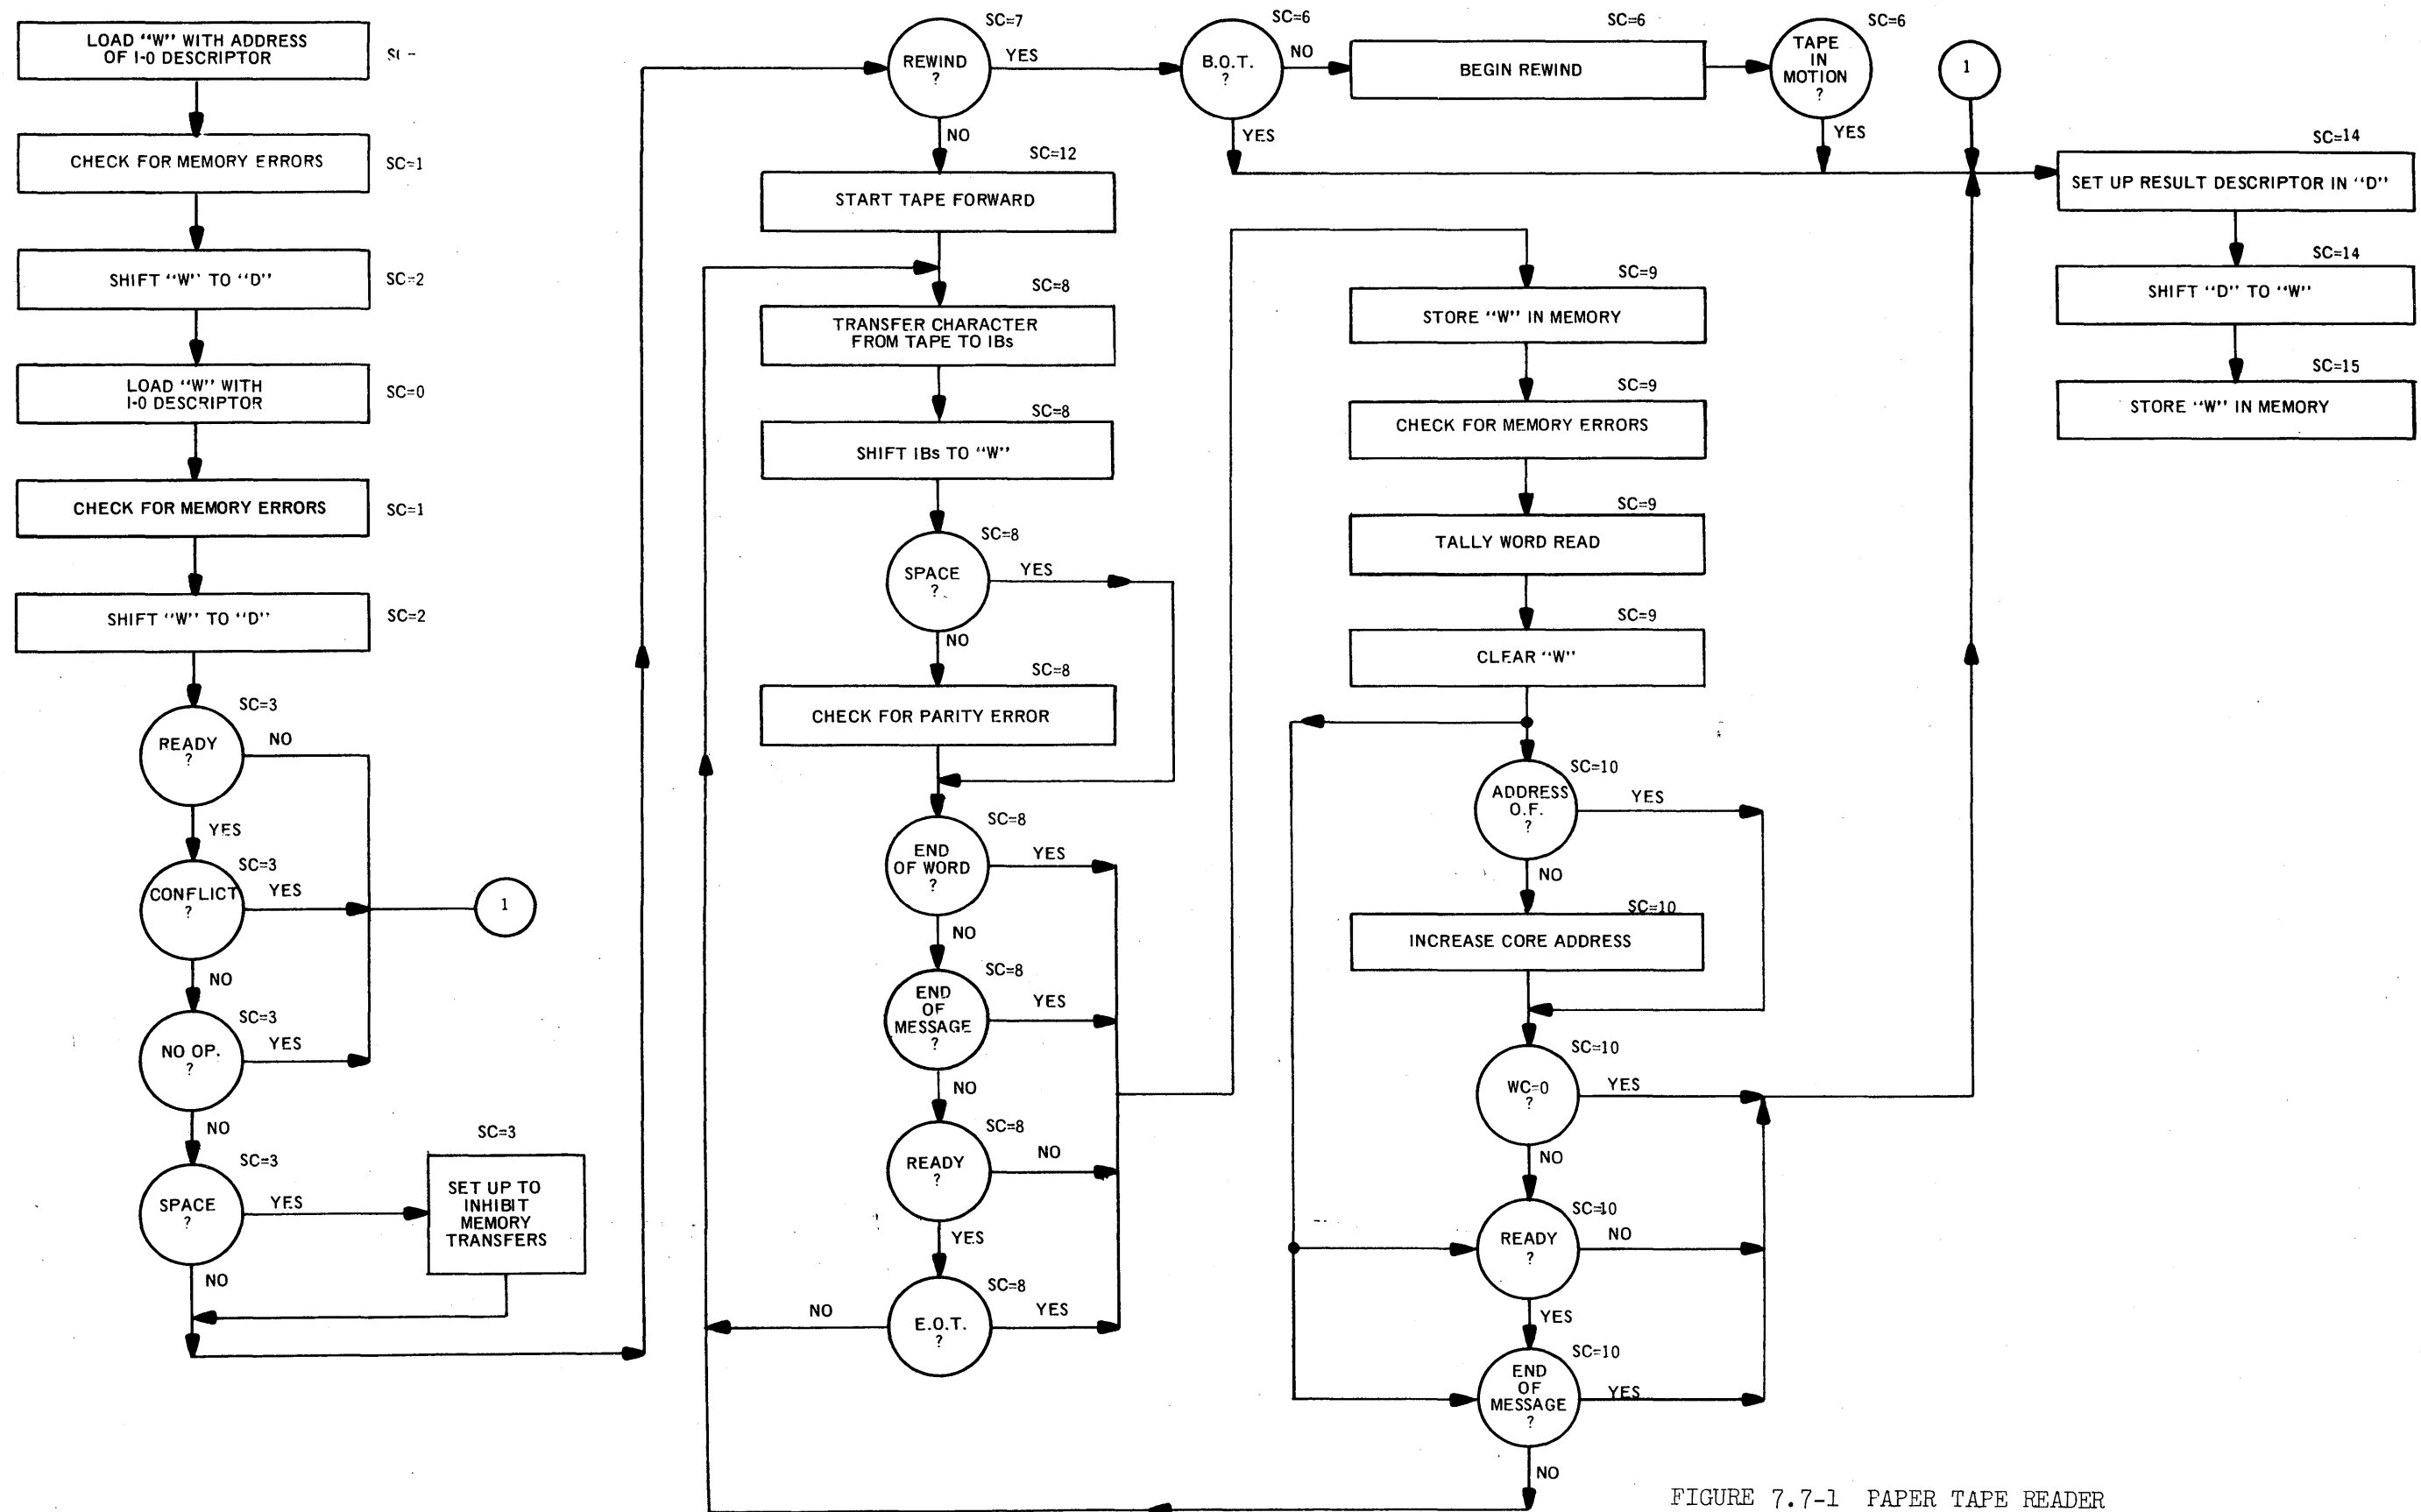 LOAD "W" WITH ADDRESS
OF I-O DESCRIPTOR
CHECK FOR MEMORY ERRORS
SC=1
SHIFT "W" TO "D"
SC=2
LOAD "W" WITH
I-O DESCRIPTOR
SC=0
CHECK FOR MEMORY ERRORS
SC=1
SHIFT "W" TO "D"
SC=2
SC=3
READY
?
NO
YES
SC=3
CONFLICT
?
YES
1
NO
SC=3
NO OP.
?
YES
NO
SC=3
SPACE
?
YES
NO
SC=3
SET UP TO
INHIBIT
MEMORY
TRANSFERS
SC=7
REWIND
?
YES
NO
SC=6
B.O.T.
?
NO
YES
SC=6
BEGIN REWIND
SC=6
TAPE
IN
MOTION
?
YES
1
SC=12
START TAPE FORWARD
SC=8
TRANSFER CHARACTER
FROM TAPE TO IBs
SC=8
SHIFT IBs TO "W"
SC=8
SPACE
?
YES
NO
SC=8
CHECK FOR PARITY ERROR
SC=8
END
OF WORD
?
YES
NO
SC=8
END
OF
MESSAGE
?
YES
NO
SC=8
READY
?
NO
YES
SC=8
E.O.T.
?
NO
YES
SC=9
STORE "W" IN MEMORY
SC=9
CHECK FOR MEMORY ERRORS
SC=9
TALLY WORD READ
SC=9
CLEAR "W"
SC=10
ADDRESS
O.F.
?
YES
NO
SC=10
INCREASE CORE ADDRESS
SC=10
WC=0
?
YES
NO
SC=10
READY
?
NO
YES
SC=10
END
OF
MESSAGE
?
YES
NO
SC=14
SET UP RESULT DESCRIPTOR IN "D"
SC=14
SHIFT "D" TO "W"
SC=15
STORE "W" IN MEMORY
FIGURE 7.7-1 PAPER TAPE READER